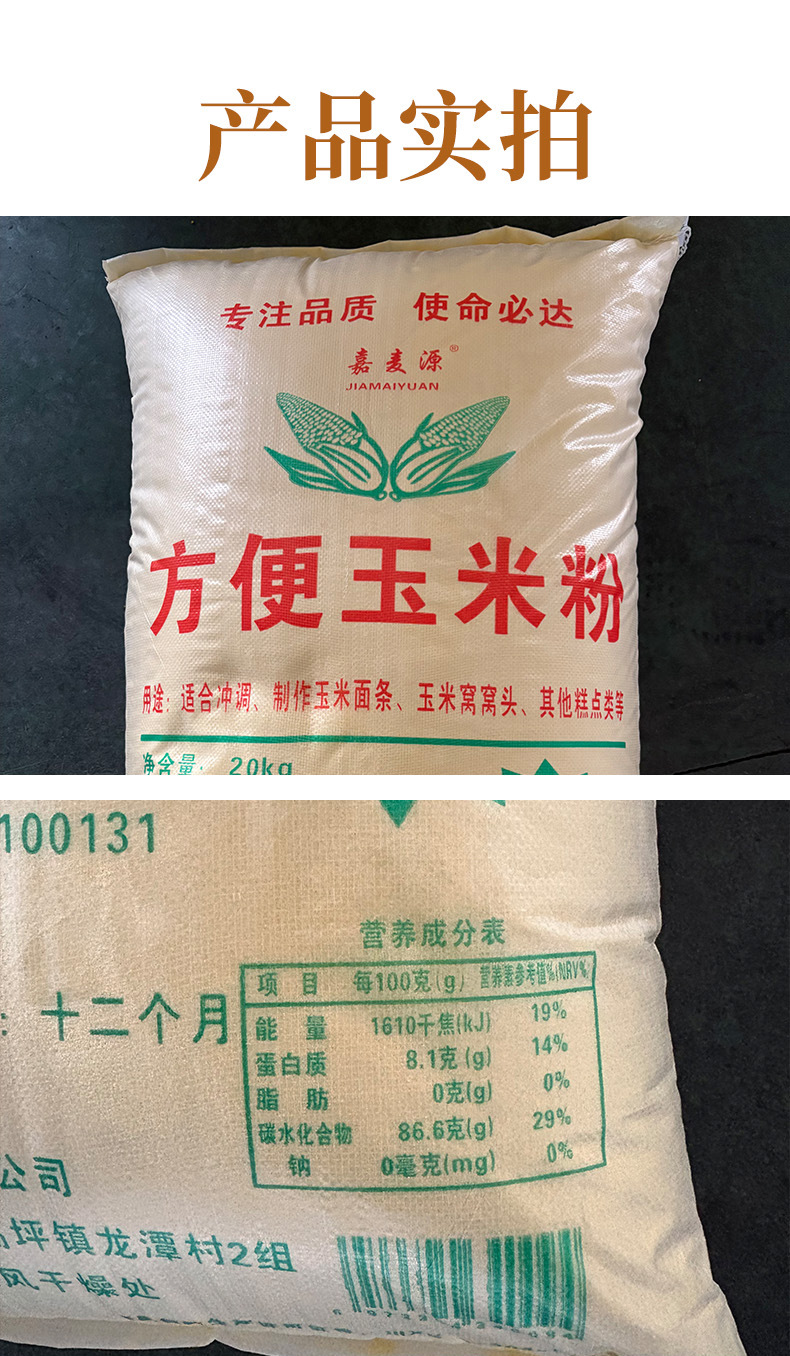 产品实拍
专注品质 使命必达
嘉麦源®
JIAMAIYUAN
方便玉米粉
用途：适合冲调、制作玉米面条、玉米窝窝头、其他糕点类等
净含量：20kg
100131
营养成分表
项 目 每100克(g) 营养素参考值%(NRV%)
能 量 1610千焦(kJ) 19%
蛋白质 8.1克(g) 14%
脂 肪 0克(g) 0%
碳水化合物 86.6克(g) 29%
钠 0毫克(mg) 0%
：十二个月
公司
坪镇龙潭村2组
风干燥处